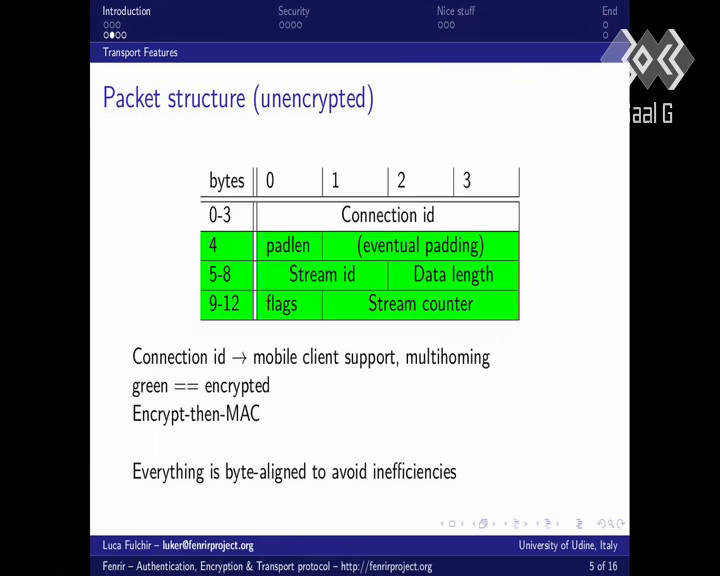 Introduction Security Nice stuff End
Transport Features
Packet structure (unencrypted)
aal G
bytes 0 1 2 3
0-3 Connection id
4 padlen (eventual padding)
5-8 Stream id Data length
9-12 flags Stream counter
Connection id → mobile client support, multihoming
green == encrypted
Encrypt-then-MAC
Everything is byte-aligned to avoid inefficiencies
Luca Fulchir – luker@fenrirproject.org University of Udine, Italy
Fenrir – Authentication, Encryption & Transport protocol – http://fenrirproject.org 5 of 16